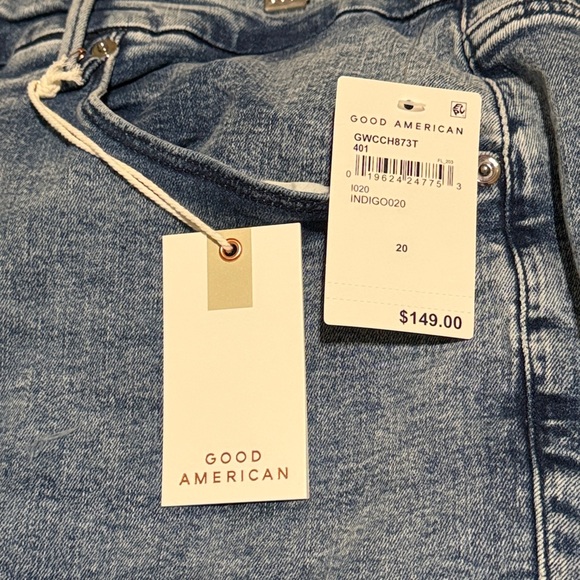 GOOD AMERICAN
GWCCH873T
401
0 19624 24775 3
I020
INDIGO020
20
$149.00
GOOD
AMERICAN